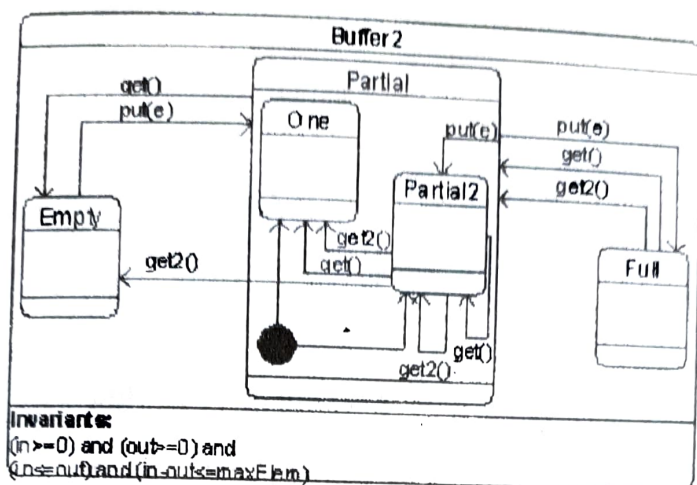 Buffer2
Partial
get()
put(e)
One
put(e)
put(e)
get()
get2()
Partial2
Empty
get2()
get()
get2()
Full
get()
get2()
Invariants:
(in>=0) and (out>=0) and
(in<=out) and (in-out<=maxElem)